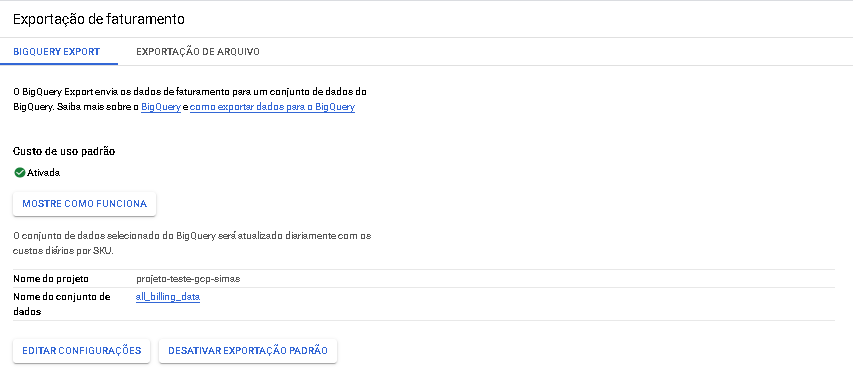 Exportação de faturamento
BIGQUERY EXPORT
EXPORTAÇÃO DE ARQUIVO
O BigQuery Export envia os dados de faturamento para um conjunto de dados do
BigQuery. Saiba mais sobre o BigQuery e como exportar dados para o BigQuery
Custo de uso padrão
Ativada
MOSTRE COMO FUNCIONA
O conjunto de dados selecionado do BigQuery será atualizado diariamente com os
custos diários por SKU.
Nome do projeto projeto-teste-gcp-simas
Nome do conjunto de all_billing_data
dados
EDITAR CONFIGURAÇÕES DESATIVAR EXPORTAÇÃO PADRÃO